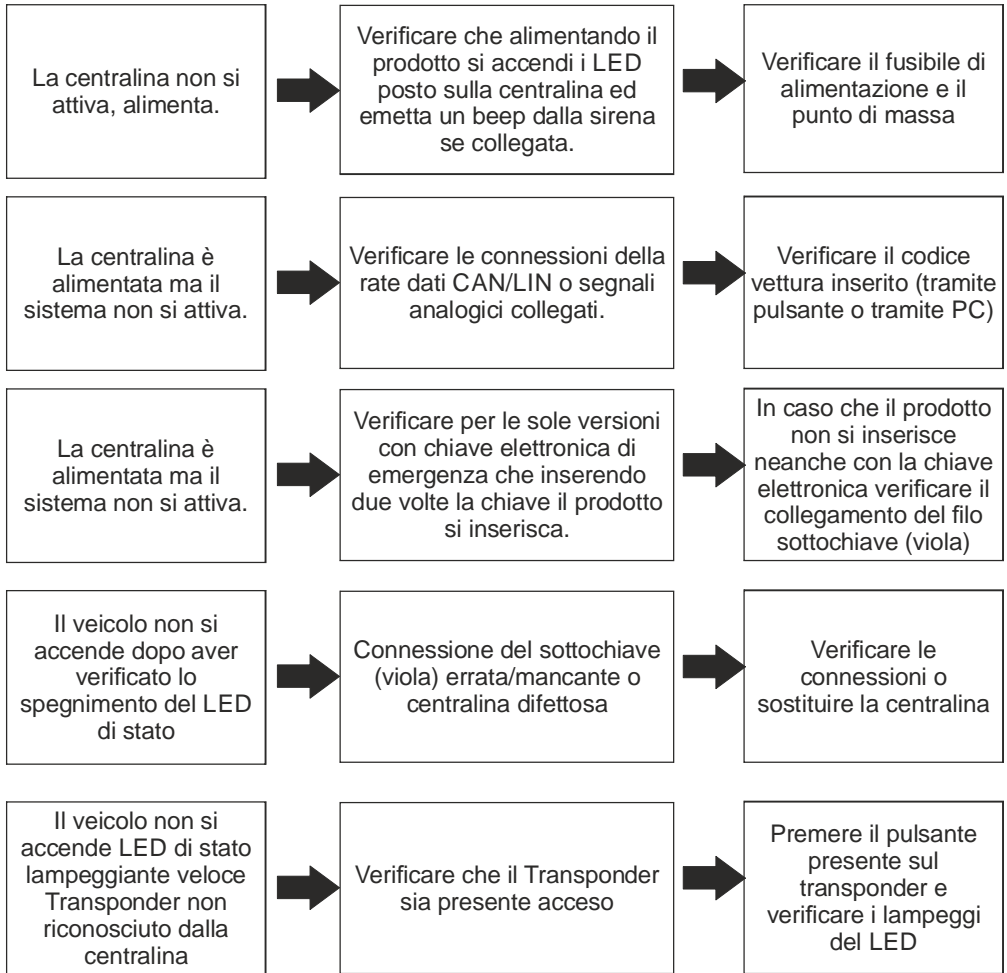 La centralina non si
attiva, alimenta.
Verificare che alimentando il
prodotto si accendi i LED
posto sulla centralina ed
emetta un beep dalla sirena
se collegata.
Verificare il fusibile di
alimentazione e il
punto di massa
La centralina è
alimentata ma il
sistema non si attiva.
Verificare le connessioni della
rate dati CAN/LIN o segnali
analogici collegati.
Verificare il codice
vettura inserito (tramite
pulsante o tramite PC)
La centralina è
alimentata ma il
sistema non si attiva.
Verificare per le sole versioni
con chiave elettronica di
emergenza che inserendo
due volte la chiave il prodotto
si inserisca.
In caso che il prodotto
non si inserisce
neanche con la chiave
elettronica verificare il
collegamento del filo
sottochiave (viola)
Il veicolo non si
accende dopo aver
verificato lo
spegnimento del LED
di stato
Connessione del sottochiave
(viola) errata/mancante o
centralina difettosa
Verificare le
connessioni o
sostituire la centralina
Il veicolo non si
accende LED di stato
lampeggiante veloce
Transponder non
riconosciuto dalla
centralina
Verificare che il Transponder
sia presente acceso
Premere il pulsante
presente sul
transponder e
verificare i lampeggi
del LED